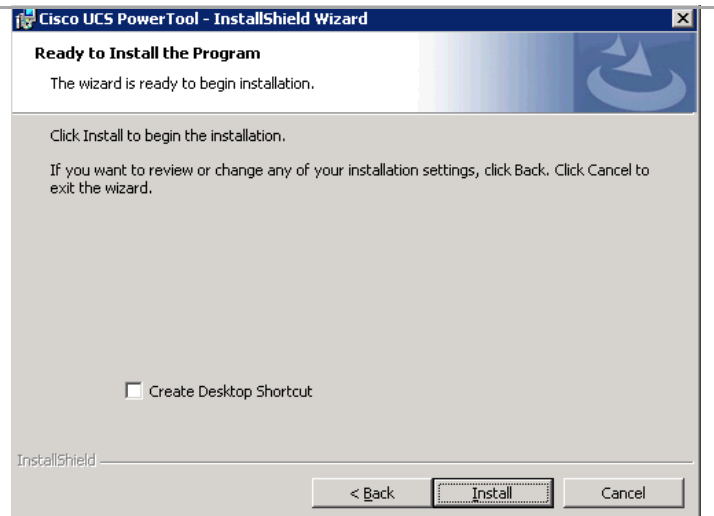 Cisco UCS PowerTool - InstallShield Wizard
Ready to Install the Program
The wizard is ready to begin installation.
Click Install to begin the installation.
If you want to review or change any of your installation settings, click Back. Click Cancel to
exit the wizard.
Create Desktop Shortcut
InstallShield
< Back Install Cancel